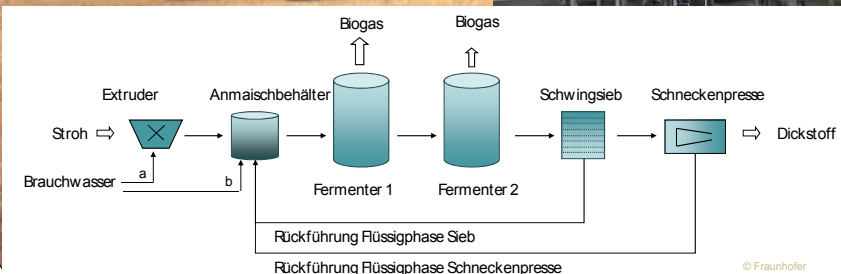 Biogas
Biogas
Extruder
Anmaischbehälter
Schwingsieb
Schneckenpresse
Stroh
Dickstoff
a
Brauchwasser
b
Fermenter 1
Fermenter 2
Rückführung Flüssigphase Sieb
Rückführung Flüssigphase Schneckenpresse
© Fraunhofer